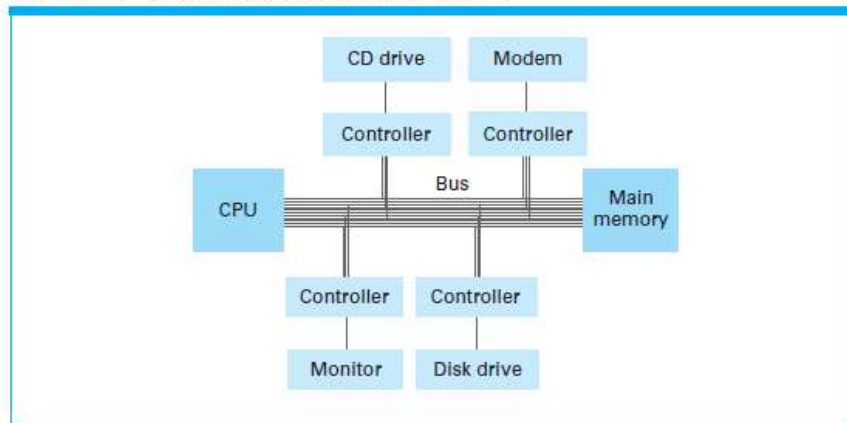 CD drive Modem
Controller Controller
Bus
CPU
Main
memory
Controller Controller
Monitor Disk drive